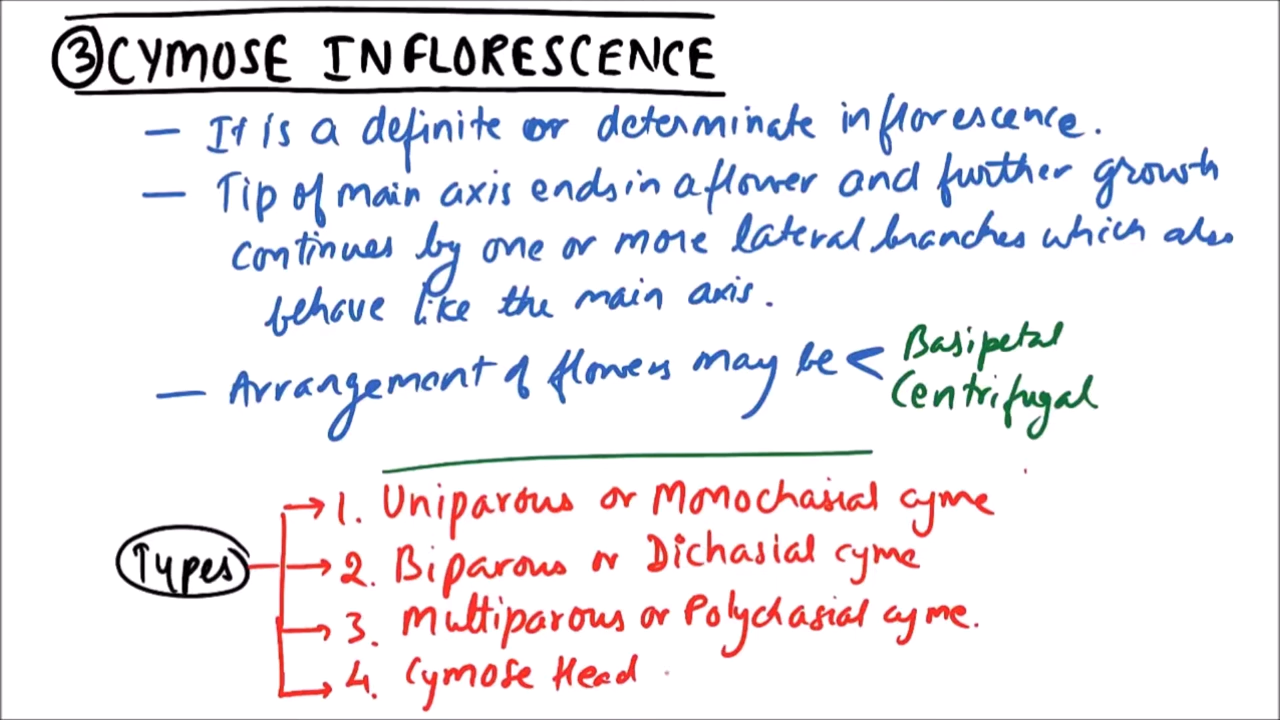 ③ CYMOSE INFLORESCENCE
— It is a definite or determinate inflorescence.
— Tip of main axis ends in a flower and further growth
continues by one or more lateral branches which also
behave like the main axis.
— Arrangement of flowers may be < Basipetal
Centrifugal
1. Uniparous or Monochasial cyme
Types
2. Biparous or Dichasial cyme
3. Multiparous or Polychasial cyme.
4. Cymose Head